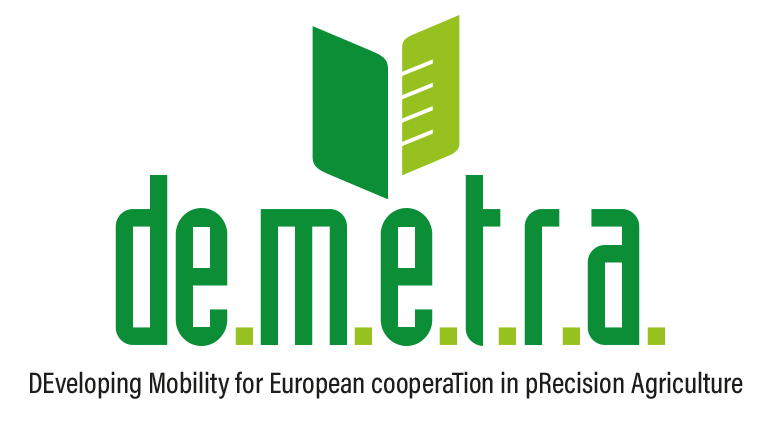 de.m.e.t.r.a.
DEveloping Mobility for European cooperaTion in pRecision Agriculture